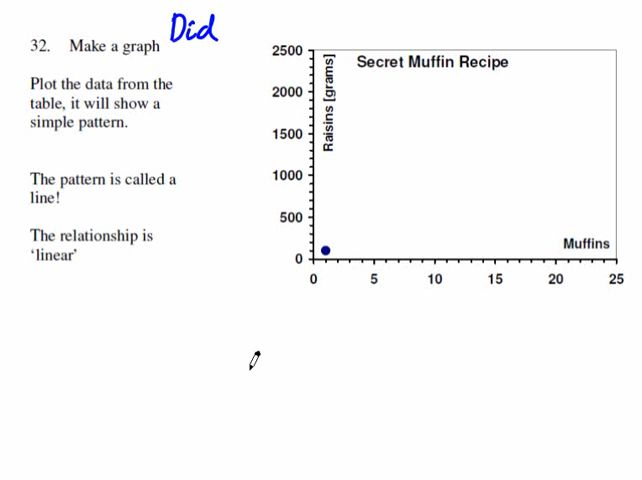 32. Make a graph Did
Plot the data from the
table, it will show a
simple pattern.
The pattern is called a
line!
The relationship is
‘linear’
Secret Muffin Recipe
Raisins [grams]
2500
2000
1500
1000
500
0
Muffins
0 5 10 15 20 25